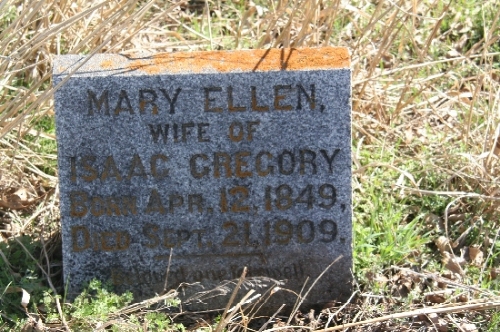 MARY ELLEN,
WIFE OF
ISAAC GREGORY
BORN APR. 12, 1849,
DIED SEPT. 21, 1909.